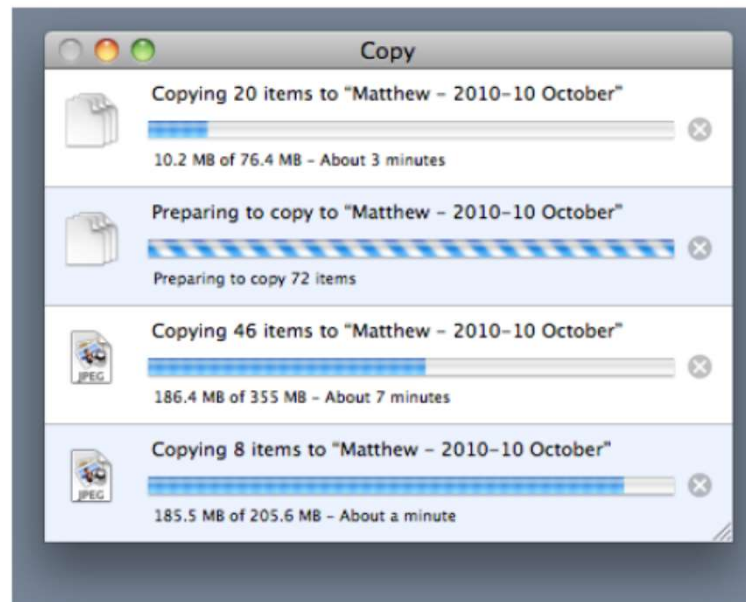 Copy
Copying 20 items to “Matthew – 2010–10 October”
10.2 MB of 76.4 MB – About 3 minutes
Preparing to copy to “Matthew – 2010–10 October”
Preparing to copy 72 items
Copying 46 items to “Matthew – 2010–10 October”
JPEG
186.4 MB of 355 MB – About 7 minutes
Copying 8 items to “Matthew – 2010–10 October”
JPEG
185.5 MB of 205.6 MB – About a minute